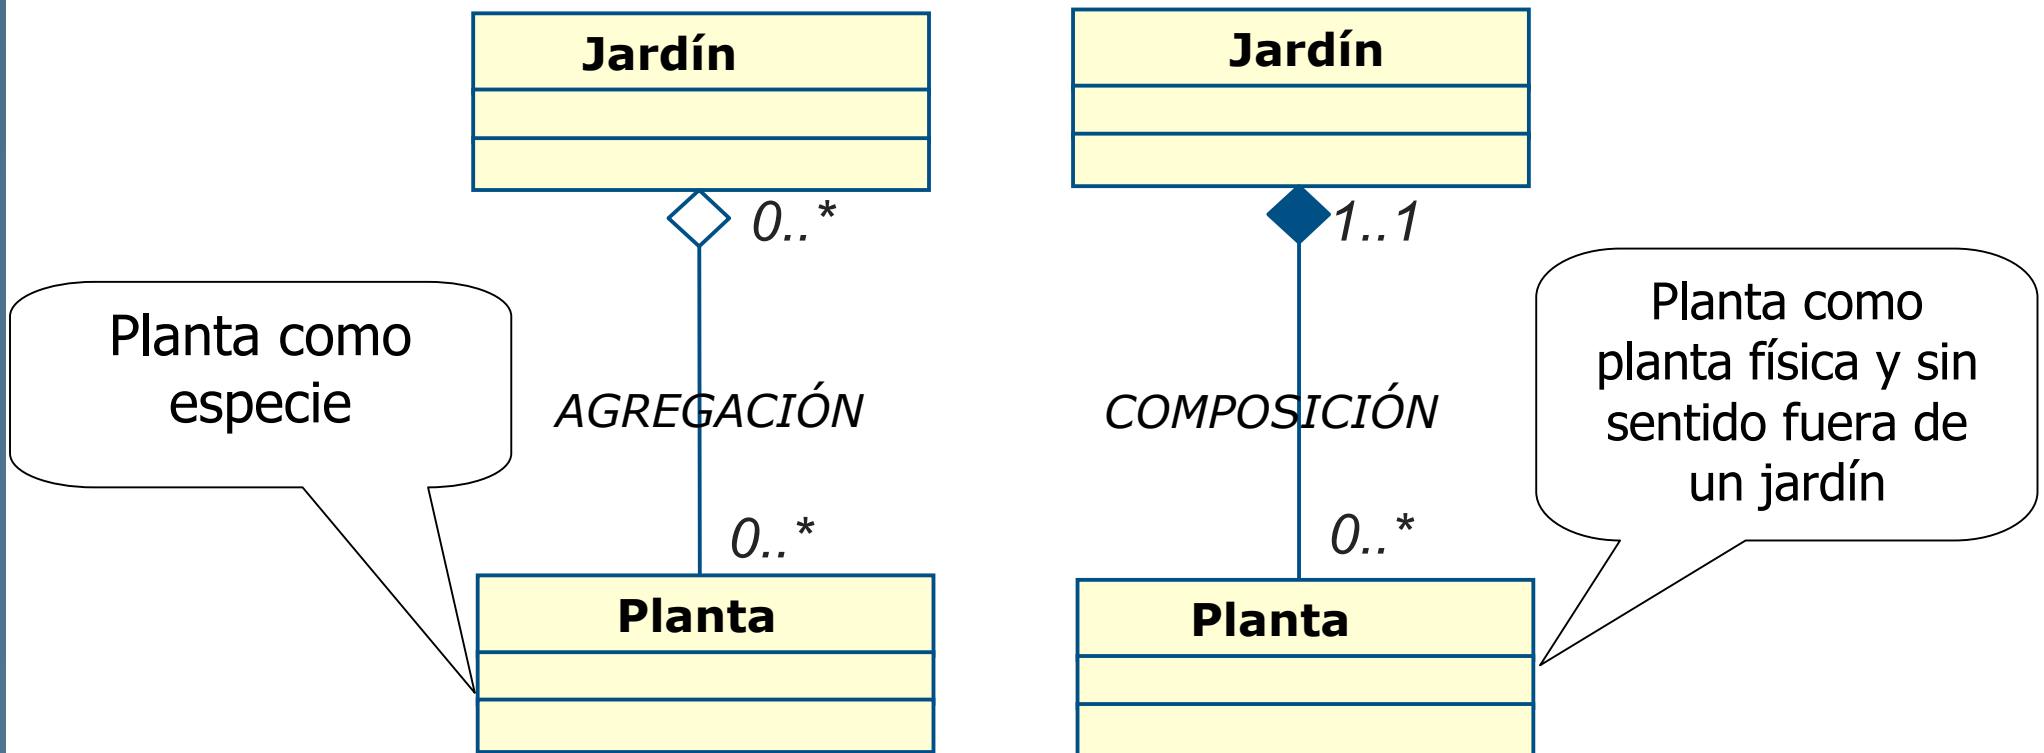 Jardín
0..*
Planta como
especie
AGREGACIÓN
0..*
Planta
Jardín
1..1
Planta como
planta física y sin
sentido fuera de
un jardín
COMPOSICIÓN
0..*
Planta